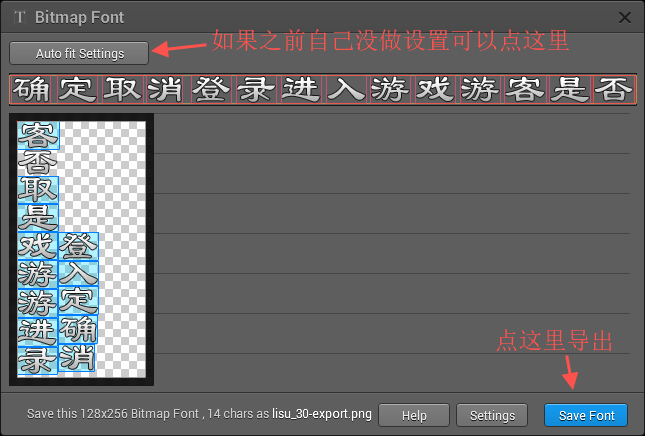 Bitmap Font
Auto fit Settings
如果之前自己没做设置可以点这里
确定取消登录进入游戏游客是否
客
否
取
是
戏登
游入
游定
进确
录消
点这里导出
Save this 128x256 Bitmap Font , 14 chars as lisu_30-export.png
Help
Settings
Save Font